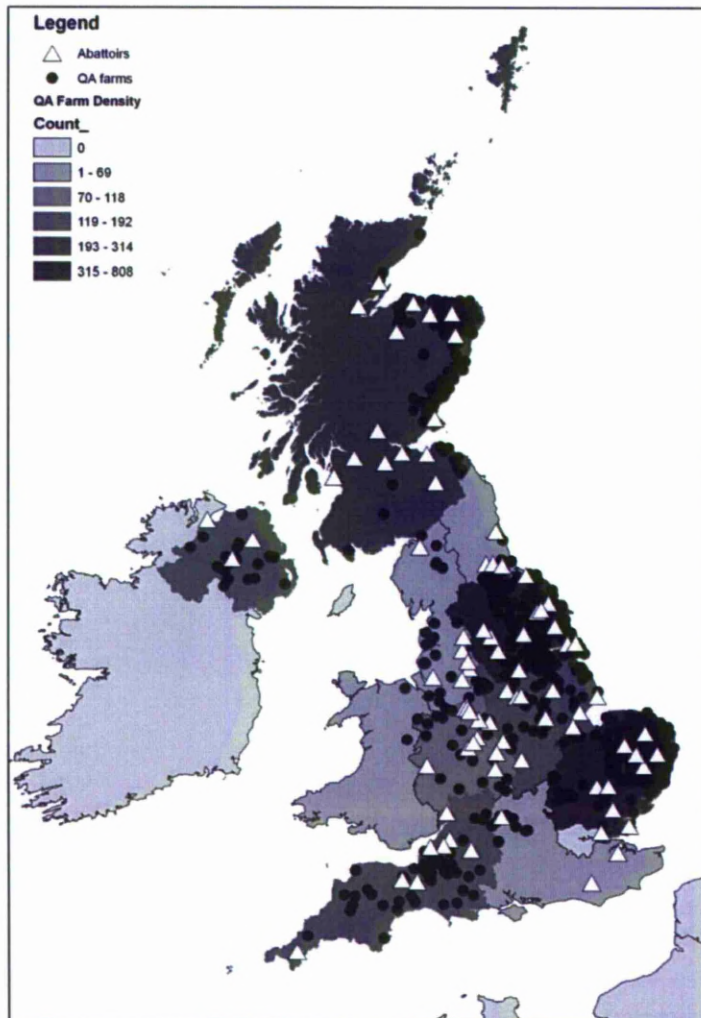 Legend
Abattoirs
QA farms
QA Farm Density
Count_
0
1 - 69
70 - 118
119 - 192
193 - 314
315 - 808